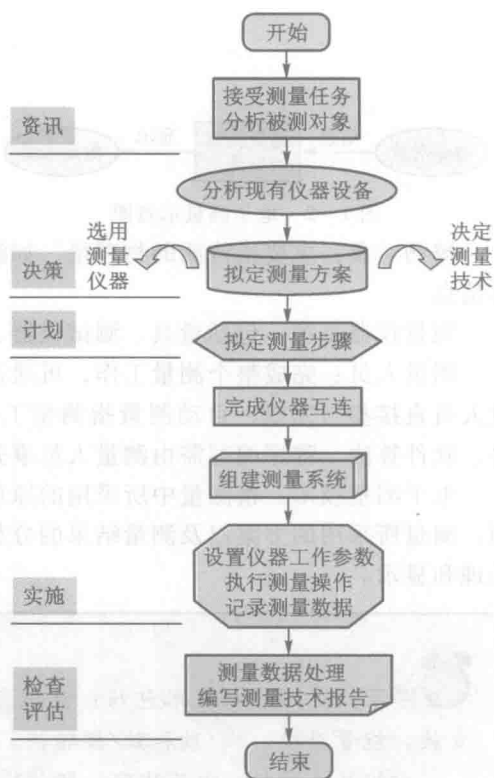 开始
接受测量任务
分析被测对象
资讯
分析现有仪器设备
选用
测量
仪器
决定
测量
技术
决策
拟定测量方案
计划
拟定测量步骤
完成仪器互连
组建测量系统
设置仪器工作参数
执行测量操作
记录测量数据
实施
测量数据处理
编写测量技术报告
检查
评估
结束